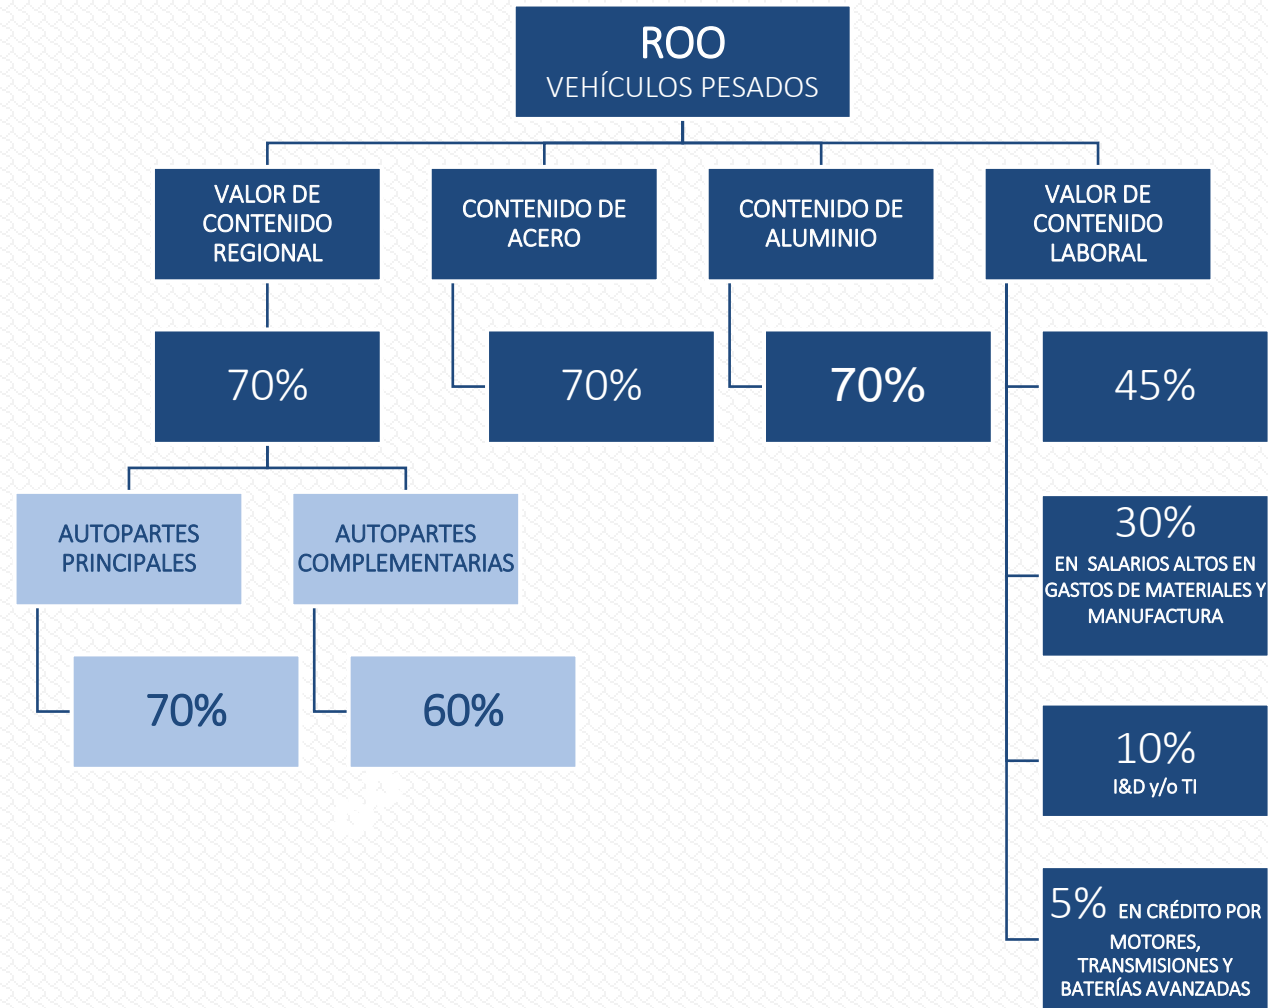 ROO
VEHÍCULOS PESADOS
VALOR DE
CONTENIDO
REGIONAL
CONTENIDO DE
ACERO
CONTENIDO DE
ALUMINIO
VALOR DE
CONTENIDO
LABORAL
70%
70%
70%
45%
AUTOPARTES
PRINCIPALES
AUTOPARTES
COMPLEMENTARIAS
70%
60%
30%
EN SALARIOS ALTOS EN
GASTOS DE MATERIALES Y
MANUFACTURA
10%
I&D y/o TI
5% EN CRÉDITO POR
MOTORES,
TRANSMISIONES Y
BATERÍAS AVANZADAS